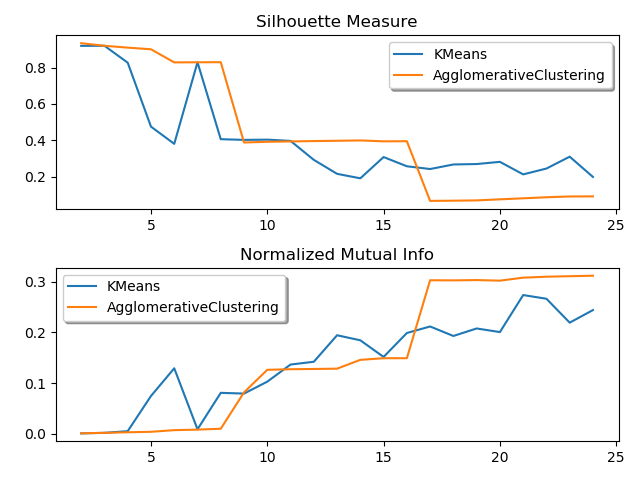 Silhouette Measure
KMeans
AgglomerativeClustering
0.8
0.6
0.4
0.2
5 10 15 20 25
Normalized Mutual Info
KMeans
AgglomerativeClustering
0.3
0.2
0.1
0.0
5 10 15 20 25